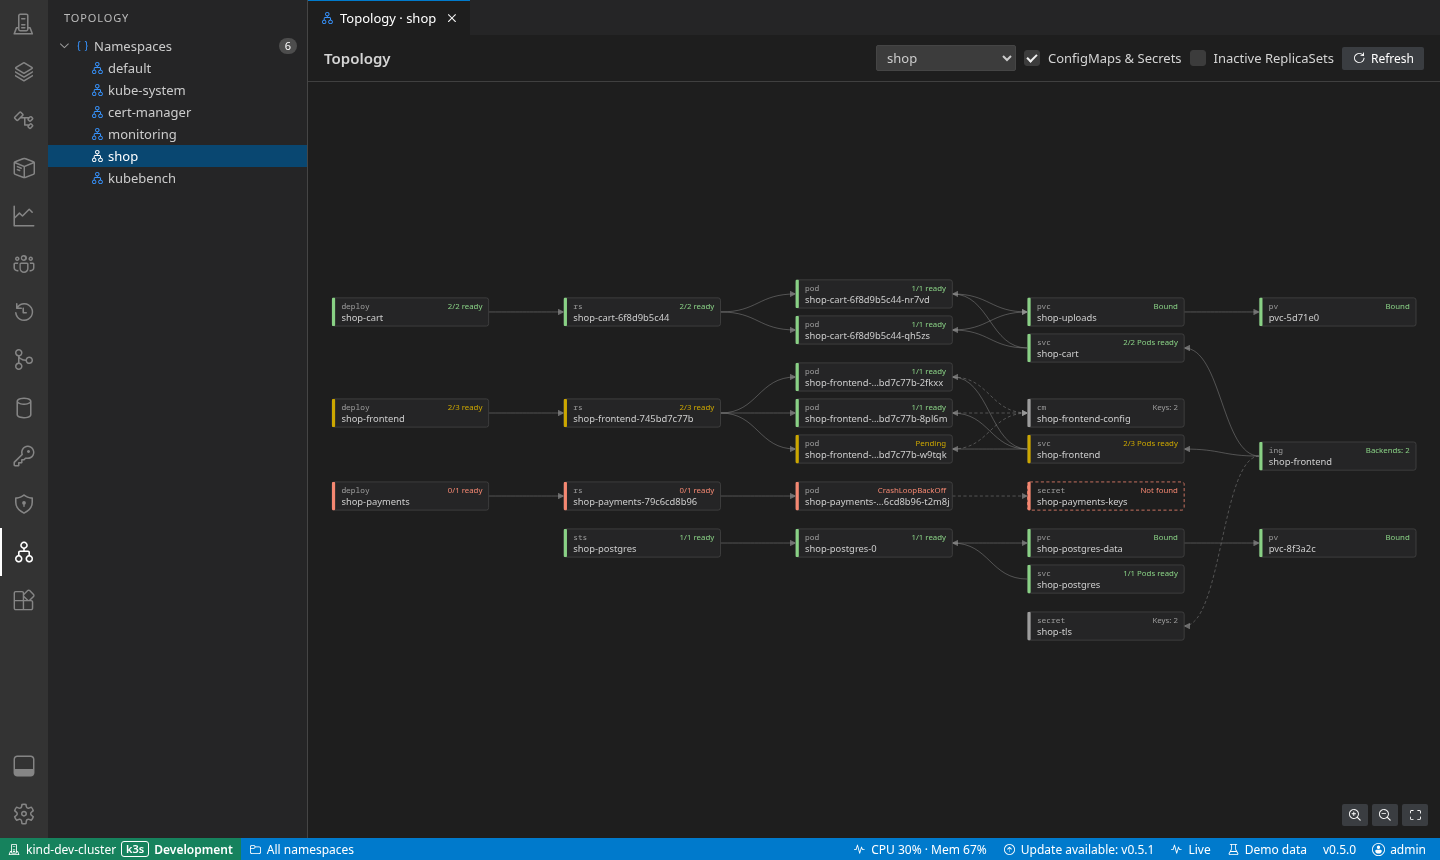 TOPOLOGY
Namespaces 6
default
kube-system
cert-manager
monitoring
shop
kubebench
Topology · shop
Topology
shop
ConfigMaps & Secrets
Inactive ReplicaSets
Refresh
deploy 2/2 ready
shop-cart
rs 2/2 ready
shop-cart-6f8d9b5c44
pod 1/1 ready
shop-cart-6f8d9b5c44-nr7vd
pod 1/1 ready
shop-cart-6f8d9b5c44-qh5zs
pvc Bound
shop-uploads
pv Bound
pvc-5d71e0
svc 2/2 Pods ready
shop-cart
deploy 2/3 ready
shop-frontend
rs 2/3 ready
shop-frontend-745bd7c77b
pod 1/1 ready
shop-frontend-...bd7c77b-2fkxx
pod 1/1 ready
shop-frontend-...bd7c77b-8pl6m
pod Pending
shop-frontend-...bd7c77b-w9tqk
cm Keys: 2
shop-frontend-config
svc 2/3 Pods ready
shop-frontend
ing Backends: 2
shop-frontend
deploy 0/1 ready
shop-payments
rs 0/1 ready
shop-payments-79c6cd8b96
pod CrashLoopBackOff
shop-payments-...6cd8b96-t2m8j
secret Not found
shop-payments-keys
sts 1/1 ready
shop-postgres
pod 1/1 ready
shop-postgres-0
pvc Bound
shop-postgres-data
pv Bound
pvc-8f3a2c
svc 1/1 Pods ready
shop-postgres
secret Keys: 2
shop-tls
kind-dev-cluster k3s Development
All namespaces
CPU 30% · Mem 67%
Update available: v0.5.1
Live
Demo data
v0.5.0
admin